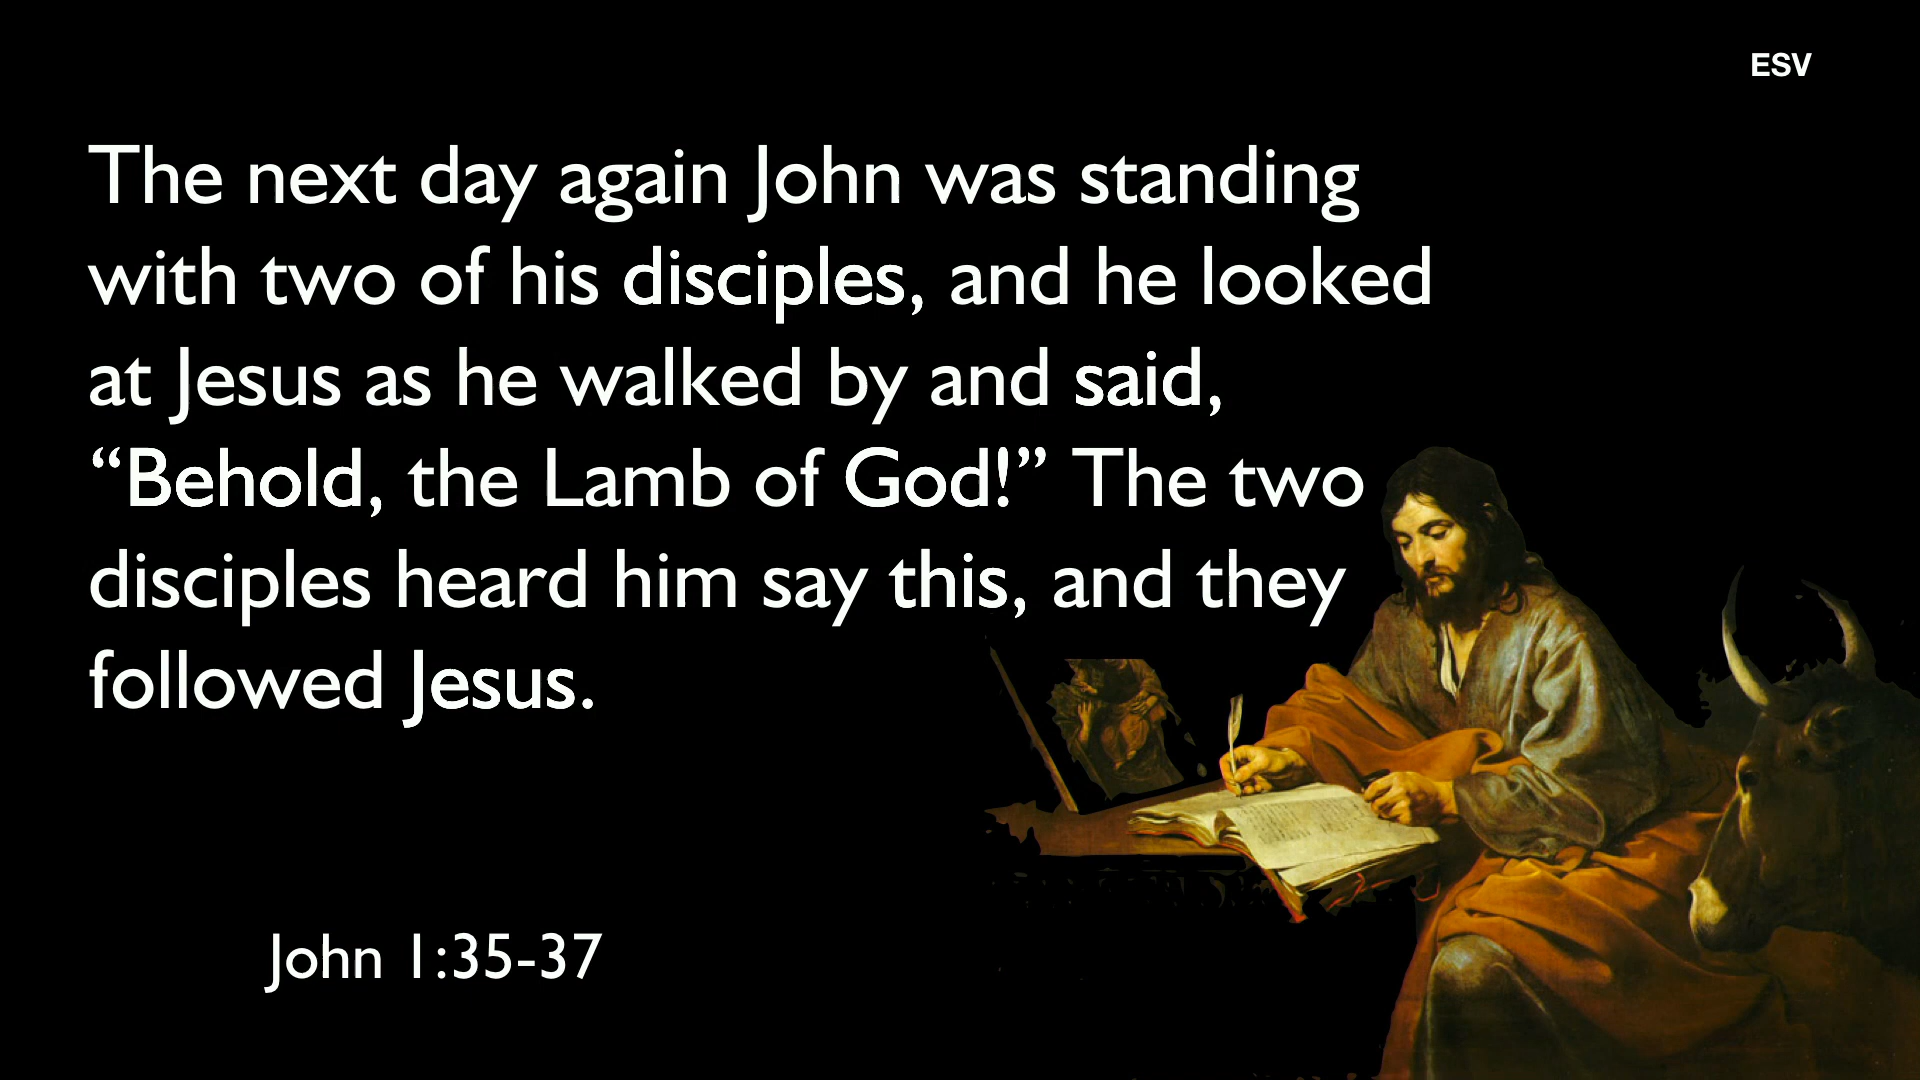 ESV
The next day again John was standing
with two of his disciples, and he looked
at Jesus as he walked by and said,
“Behold, the Lamb of God!” The two
disciples heard him say this, and they
followed Jesus.
John 1:35-37